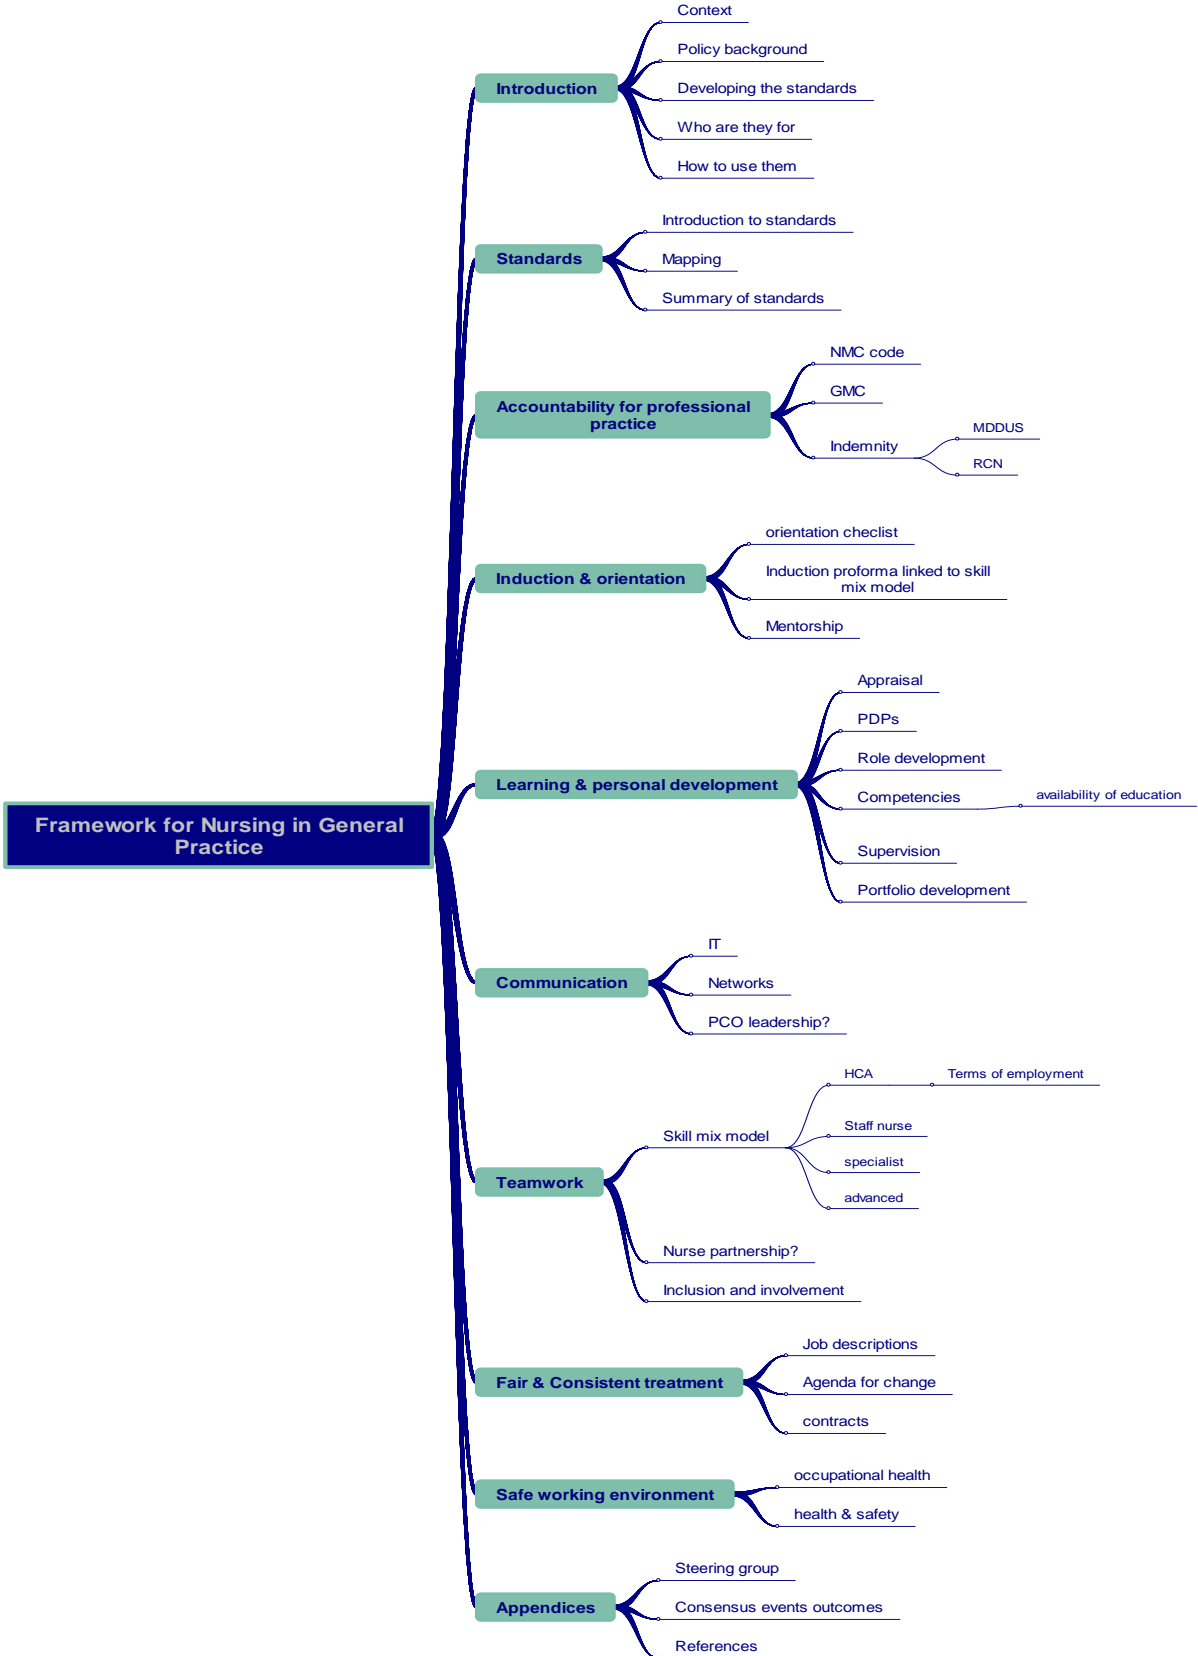 Framework for Nursing in General
Practice
Introduction
Context
Policy background
Developing the standards
Who are they for
How to use them
Standards
Introduction to standards
Mapping
Summary of standards
Accountability for professional
practice
NMC code
GMC
Indemnity
MDDUS
RCN
Induction & orientation
orientation checlist
Induction proforma linked to skill
mix model
Mentorship
Learning & personal development
Appraisal
PDPs
Role development
Competencies
availability of education
Supervision
Portfolio development
Communication
IT
Networks
PCO leadership?
Teamwork
Skill mix model
HCA
Terms of employment
Staff nurse
specialist
advanced
Nurse partnership?
Inclusion and involvement
Fair & Consistent treatment
Job descriptions
Agenda for change
contracts
Safe working environment
occupational health
health & safety
Appendices
Steering group
Consensus events outcomes
References